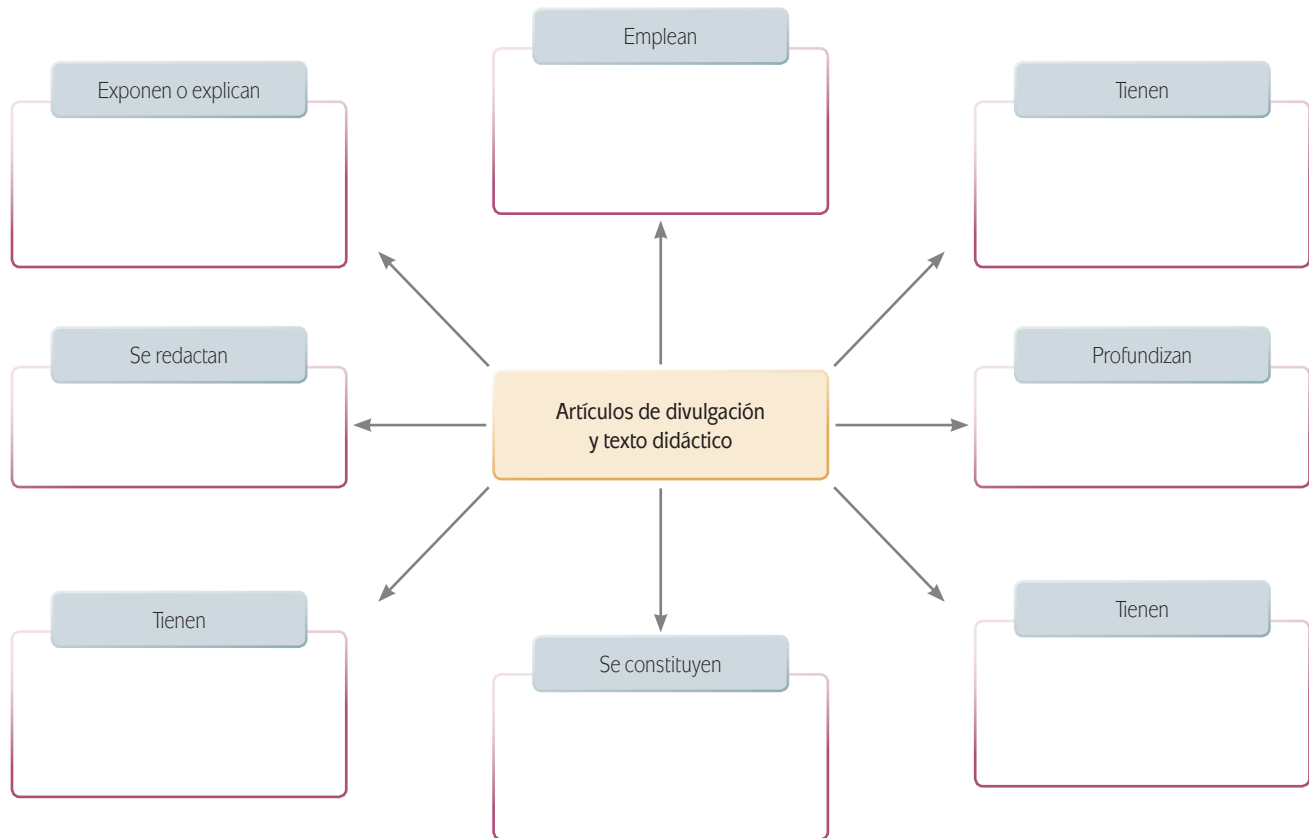 Emplean
Exponen o explican
Tienen
Se redactan
Profundizan
Artículos de divulgación
y texto didáctico
Tienen
Se constituyen
Tienen